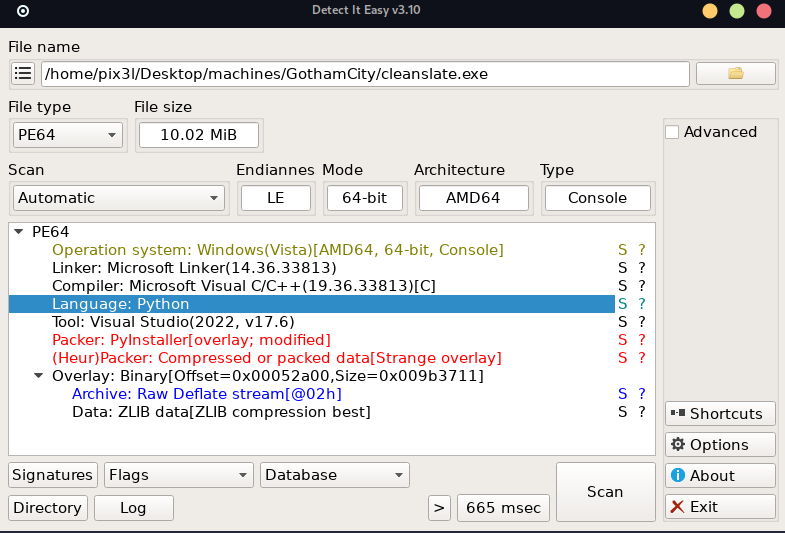 Detect It Easy v3.10
File name
/home/pix3l/Desktop/machines/GothamCity/cleanslate.exe
File type File size
PE64 10.02 MiB
Advanced
Scan Endiannes Mode Architecture Type
Automatic LE 64-bit AMD64 Console
PE64
Operation system: Windows(Vista)[AMD64, 64-bit, Console] S ?
Linker: Microsoft Linker(14.36.33813) S ?
Compiler: Microsoft Visual C/C++(19.36.33813)[C] S ?
Language: Python S ?
Tool: Visual Studio(2022, v17.6) S ?
Packer: PyInstaller[overlay; modified] S ?
(Heur)Packer: Compressed or packed data[Strange overlay] S ?
Overlay: Binary[Offset=0x00052a00,Size=0x009b3711]
Archive: Raw Deflate stream[@02h] S ?
Data: ZLIB data[ZLIB compression best] S ?
Shortcuts
Options
About
Exit
Signatures Flags Database
Scan
Directory Log > 665 msec